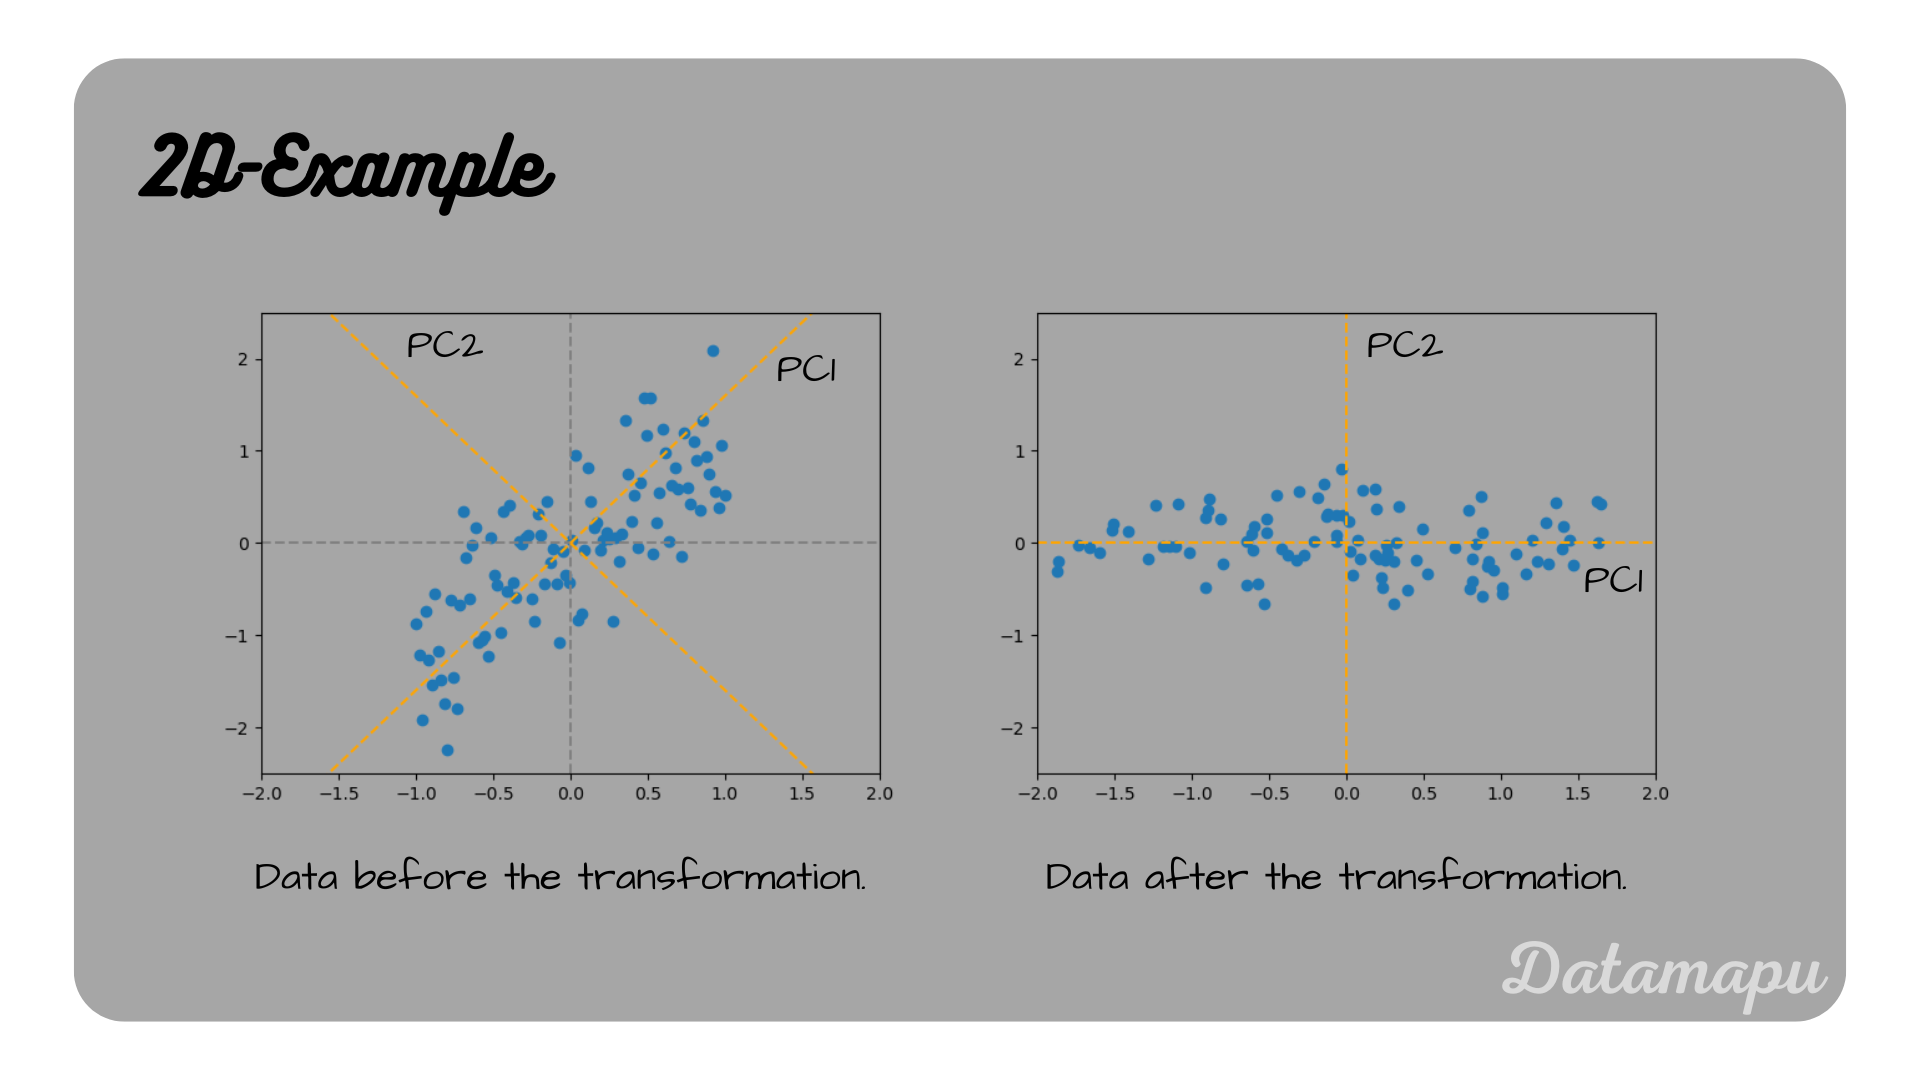 2D-Example
PC2
PC1
2
1
0
−1
−2
−2.0 −1.5 −1.0 −0.5 0.0 0.5 1.0 1.5 2.0
Data before the transformation.
PC2
PC1
2
1
0
−1
−2
−2.0 −1.5 −1.0 −0.5 0.0 0.5 1.0 1.5 2.0
Data after the transformation.
Datamapu